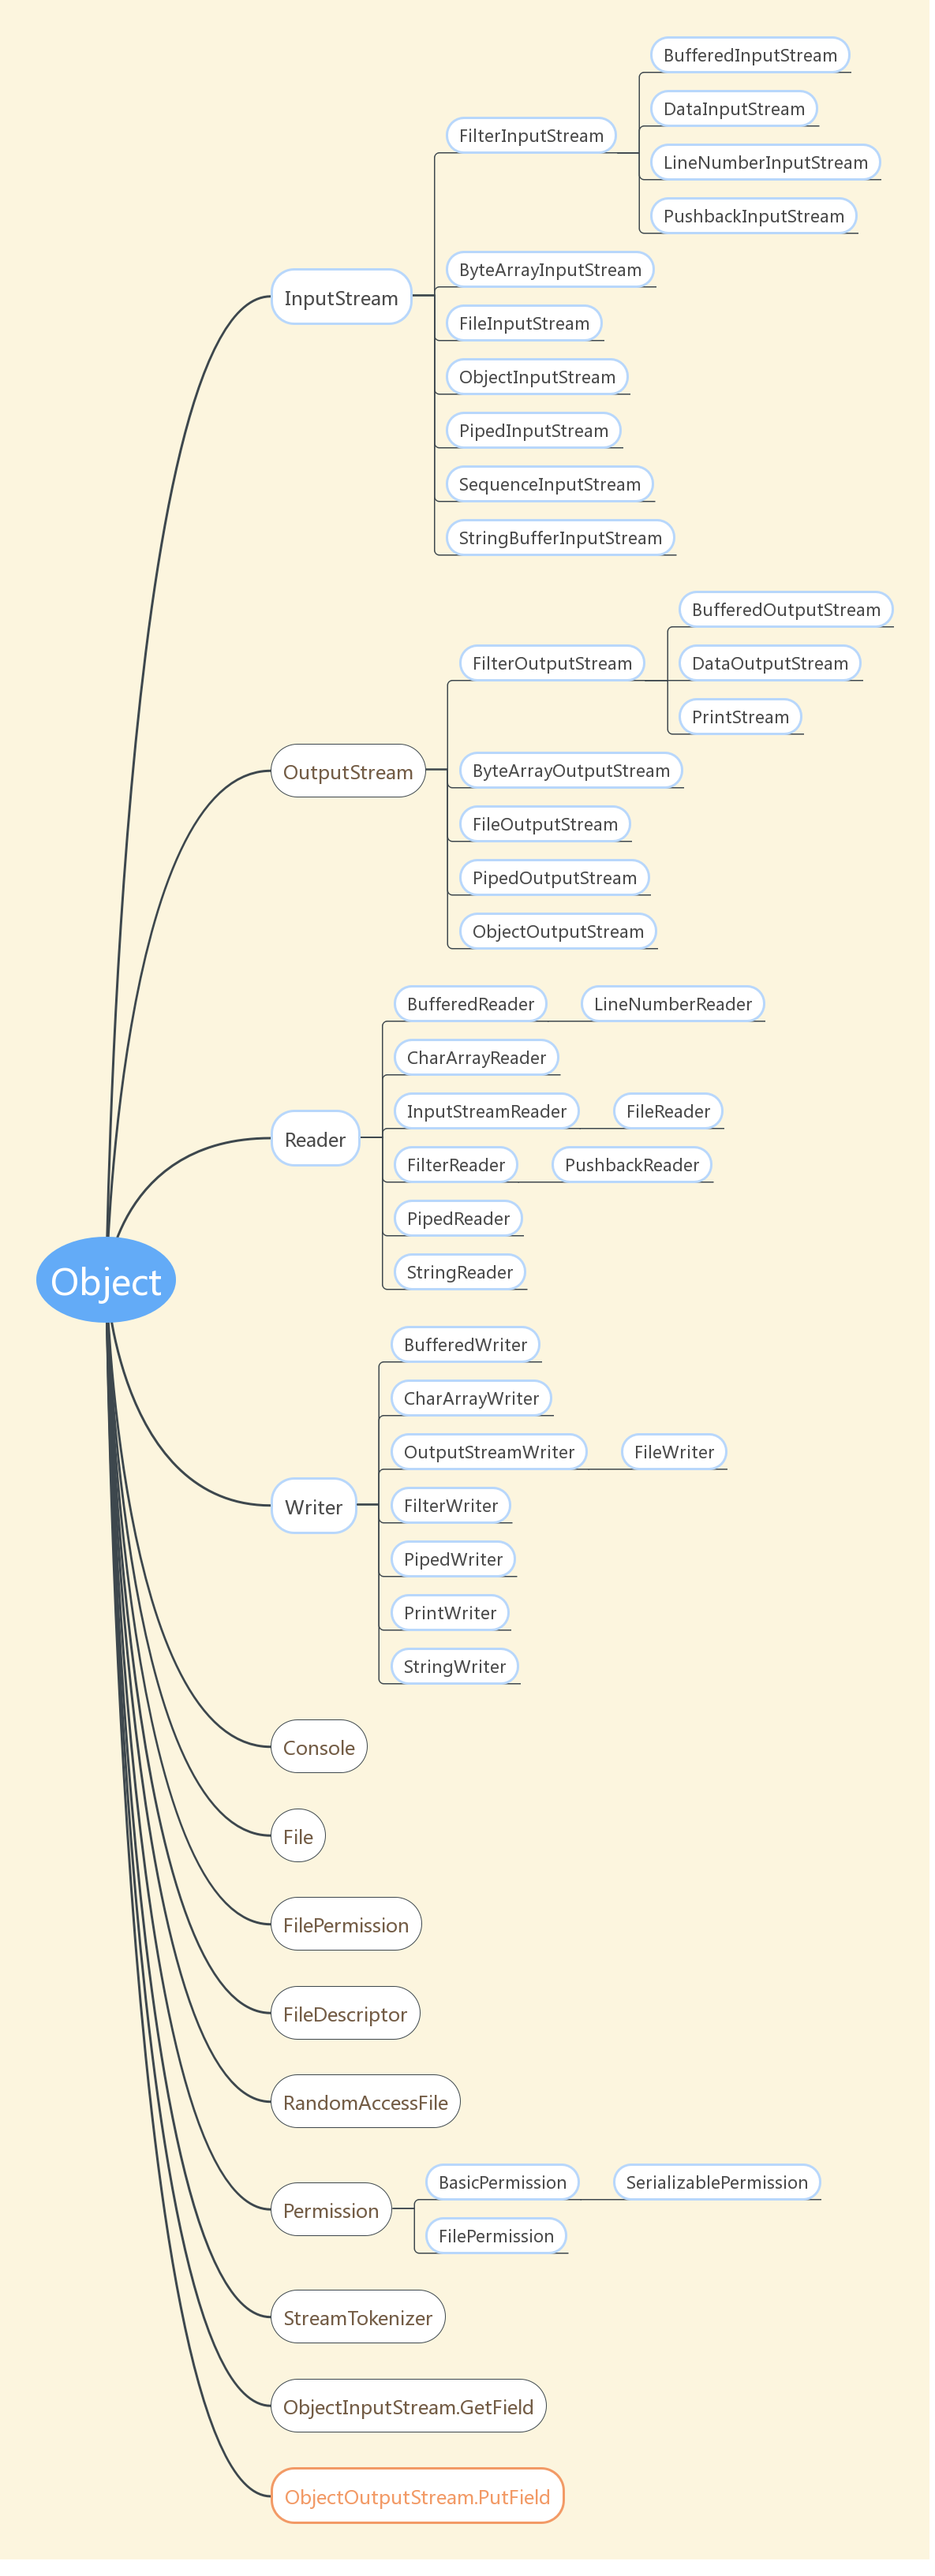 BufferedInputStream
DataInputStream
FilterInputStream
LineNumberInputStream
PushbackInputStream
ByteArrayInputStream
InputStream
FileInputStream
ObjectInputStream
PipedInputStream
SequenceInputStream
StringBufferInputStream
BufferedOutputStream
FilterOutputStream
DataOutputStream
PrintStream
OutputStream
ByteArrayOutputStream
FileOutputStream
PipedOutputStream
ObjectOutputStream
BufferedReader
LineNumberReader
CharArrayReader
InputStreamReader
FileReader
Reader
FilterReader
PushbackReader
PipedReader
StringReader
Object
BufferedWriter
CharArrayWriter
OutputStreamWriter
FileWriter
Writer
FilterWriter
PipedWriter
PrintWriter
StringWriter
Console
File
FilePermission
FileDescriptor
RandomAccessFile
BasicPermission
SerializablePermission
Permission
FilePermission
StreamTokenizer
ObjectInputStream.GetField
ObjectOutputStream.PutField